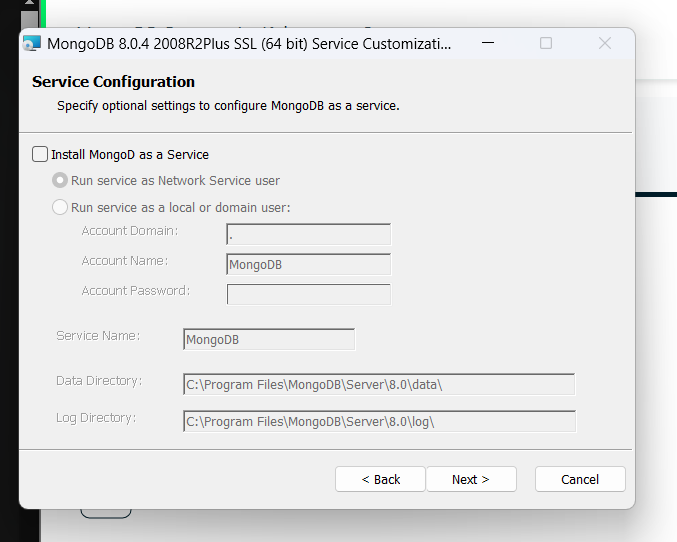 MongoDB 8.0.4 2008R2Plus SSL (64 bit) Service Customizati...
Service Configuration
Specify optional settings to configure MongoDB as a service.
Install MongoD as a Service
Run service as Network Service user
Run service as a local or domain user:
Account Domain:
.
Account Name:
MongoDB
Account Password:
Service Name:
MongoDB
Data Directory:
C:\Program Files\MongoDB\Server\8.0\data\
Log Directory:
C:\Program Files\MongoDB\Server\8.0\log\
< Back
Next >
Cancel